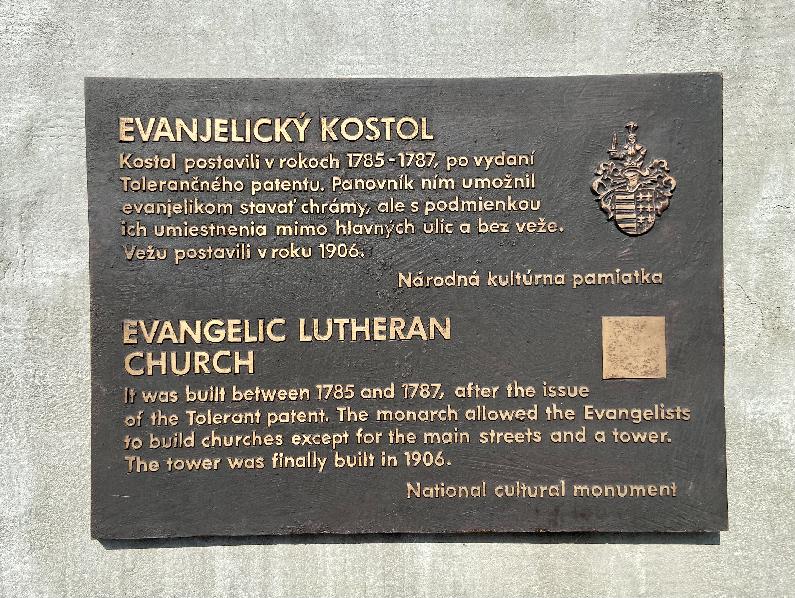 EVANJELICKÝ KOSTOL
Kostol postavili v rokoch 1785-1787, po vydaní
Tolerančného patentu. Panovník ním umožnil
evanjelikom stavať chrámy, ale s podmienkou
ich umiestnenia mimo hlavných ulíc a bez veže.
Vežu postavili v roku 1906.
Národná kultúrna pamiatka
EVANGELIC LUTHERAN
CHURCH
It was built between 1785 and 1787, after the issue
of the Tolerant patent. The monarch allowed the Evangelists
to build churches except for the main streets and a tower.
The tower was finally built in 1906.
National cultural monument